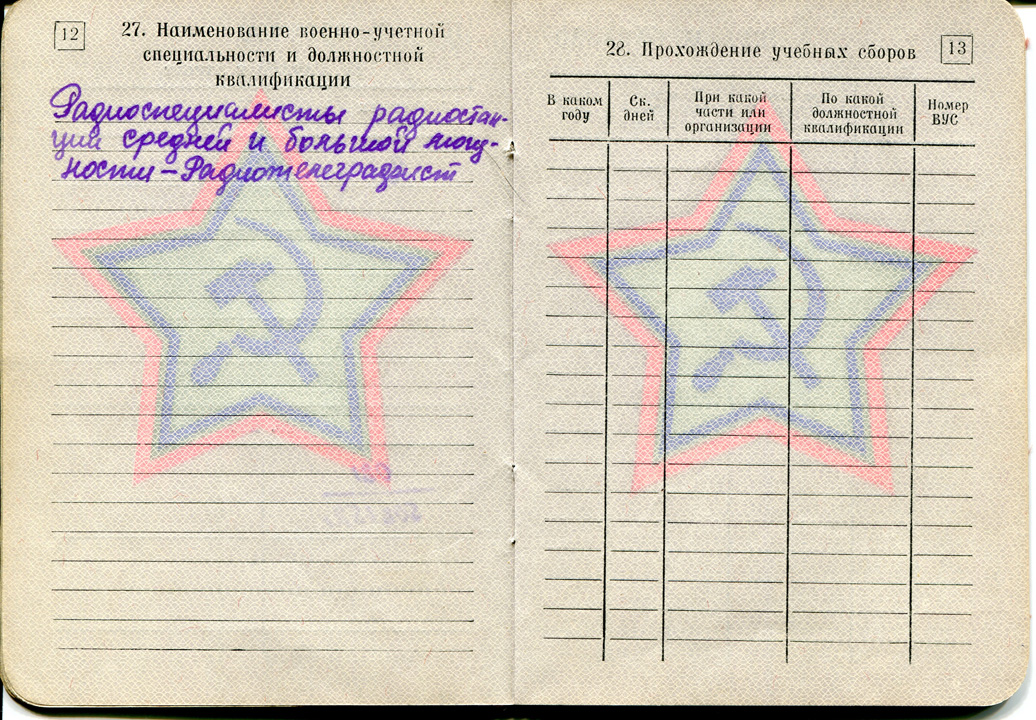 12
27. Наименование военно-учетной
специальности и должностной
квалификации
Радиоспециалисты радиостан-
ции средней и большой мощ-
ности – Радиотелеграфист
28. Прохождение учебных сборов
13
В каком
году
Ск.
дней
При какой
части или
организации
По какой
должностной
квалификации
Номер
ВУС